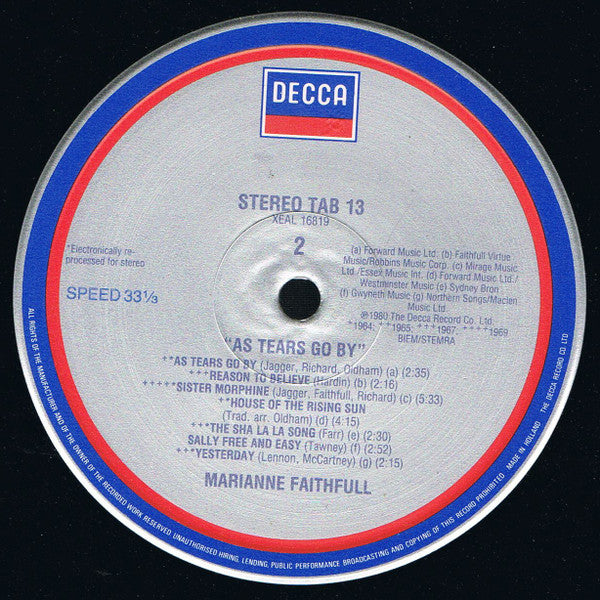 DECCA
STEREO TAB 13
XEAL 16819
2
*Electronically re-
processed for stereo
SPEED 33⅓
(a) Forward Music Ltd. (b) Faithfull Virtue
Music/Robbins Music Corp. (c) Mirage Music
Ltd./Essex Music Int. (d) Forward Music Ltd./
Westminster Music (e) Sydney Bron
(f) Gwyneth Music (g) Northern Songs/Maclen
Music Ltd
℗1980 The Decca Record Co. Ltd.
+1964; ++1965; +++1967; ++++1969
BIEM/STEMRA
"AS TEARS GO BY"
*+AS TEARS GO BY (Jagger, Richard, Oldham) (a) (2:35)
+++REASON TO BELIEVE (Hardin) (b) (2:16)
+++++SISTER MORPHINE (Jagger, Faithfull, Richard) (c) (5:33)
*+HOUSE OF THE RISING SUN
(Trad. arr. Oldham) (d) (4.15)
*+++THE SHA LA LA SONG (Farr) (e) (2:30)
SALLY FREE AND EASY (Tawney) (f) (2:52)
*++YESTERDAY (Lennon, McCartney) (g) (2:15)
MARIANNE FAITHFULL
ALL RIGHTS OF THE MANUFACTURER AND OF THE OWNER OF THE RECORDED WORK RESERVED. UNAUTHORISED HIRING, LENDING, PUBLIC PERFORMANCE BROADCASTING AND COPYING OF THIS RECORD PROHIBITED MADE IN HOLLAND THE DECCA RECORD CO LTD